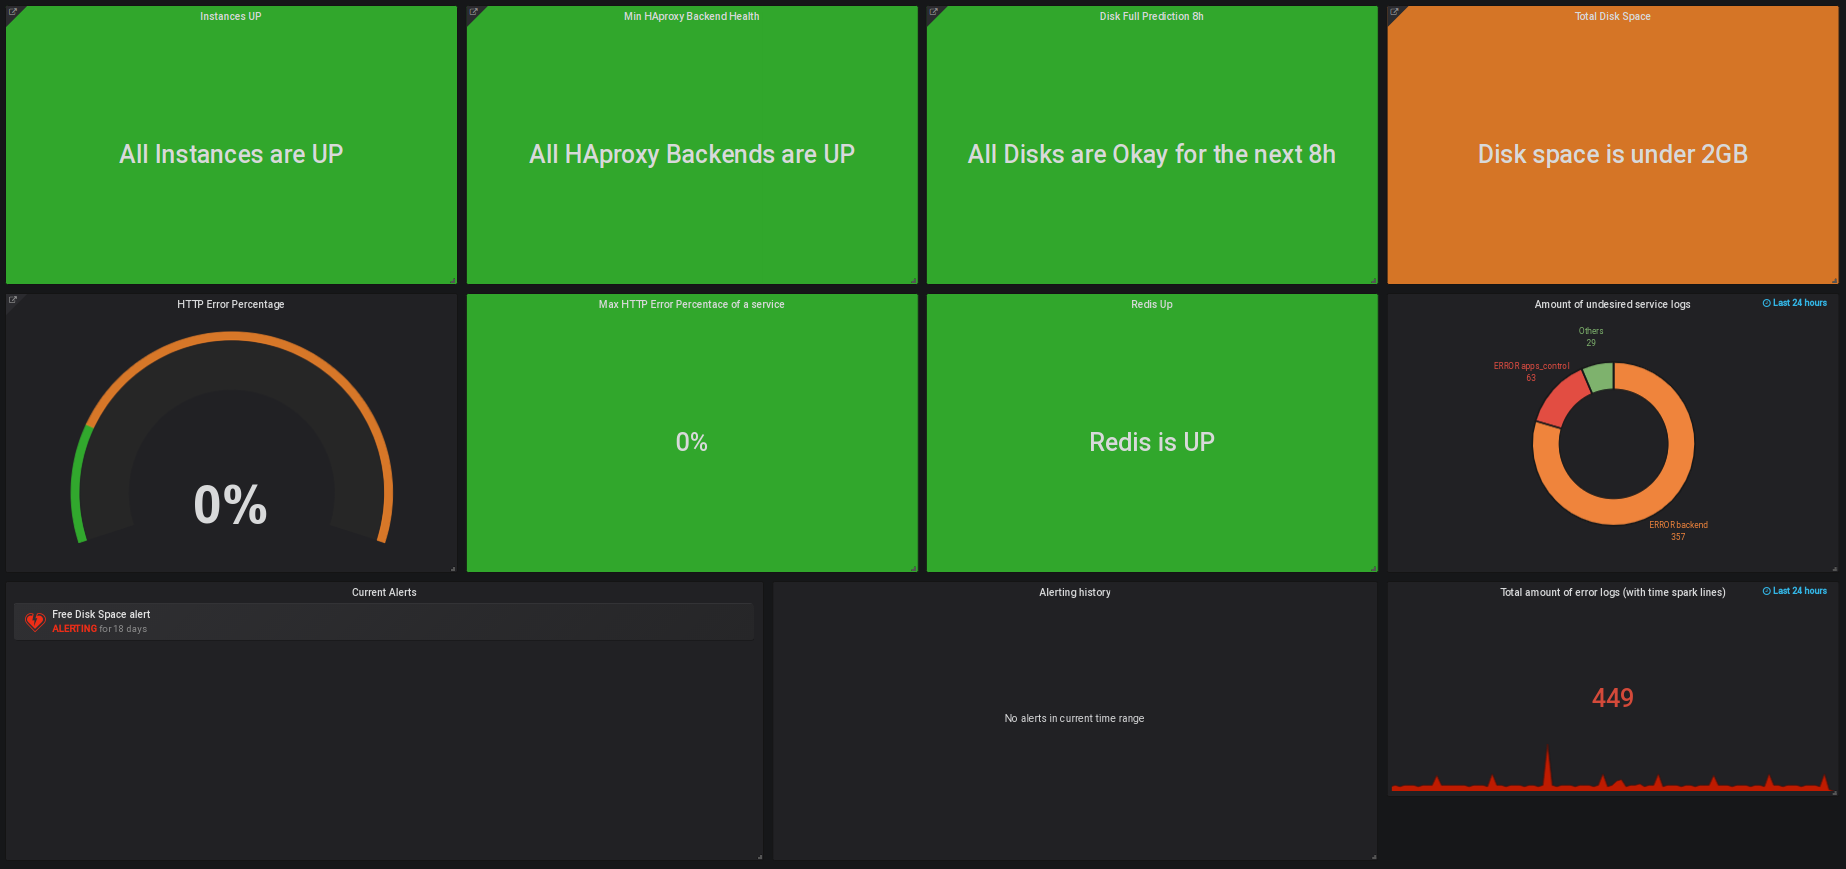 Instances UP
All Instances are UP
Min HAproxy Backend Health
All HAproxy Backends are UP
Disk Full Prediction 8h
All Disks are Okay for the next 8h
Total Disk Space
Disk space is under 2GB
HTTP Error Percentage
0%
Max HTTP Error Percentace of a service
0%
Redis Up
Redis is UP
Amount of undesired service logs
Last 24 hours
Others
29
ERROR apps_control
63
ERROR backend
357
Current Alerts
Free Disk Space alert
ALERTING for 18 days
Alerting history
No alerts in current time range
Total amount of error logs (with time spark lines)
Last 24 hours
449